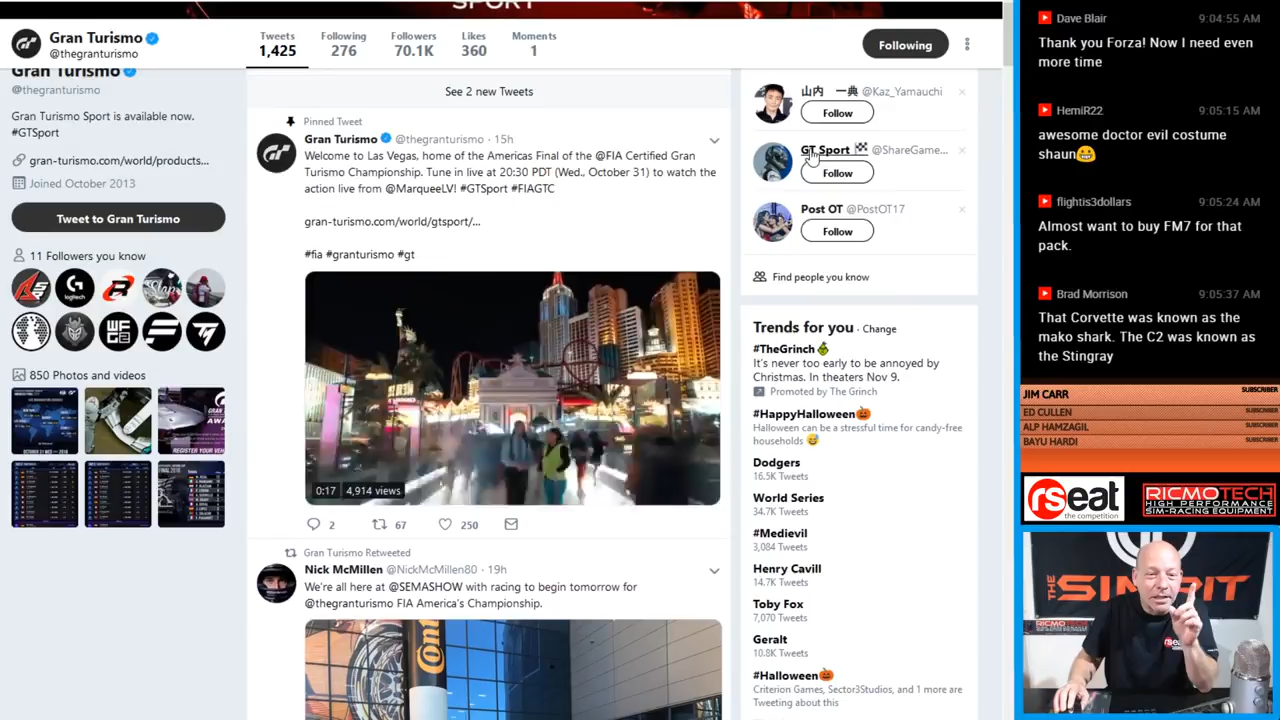 SPORT
Gran Turismo
@thegranturismo
Tweets
1,425
Following
276
Followers
70.1K
Likes
360
Moments
1
Following
Gran Turismo
@thegranturismo
Gran Turismo Sport is available now.
#GTSport
gran-turismo.com/world/products...
Joined October 2013
Tweet to Gran Turismo
11 Followers you know
logitech
850 Photos and videos
See 2 new Tweets
Pinned Tweet
Gran Turismo @thegranturismo · 15h
Welcome to Las Vegas, home of the Americas Final of the @FIA Certified Gran
Turismo Championship. Tune in live at 20:30 PDT (Wed., October 31) to watch the
action live from @MarqueeLV! #GTSport #FIAGTC
gran-turismo.com/world/gtsport/...
#fia #granturismo #gt
0:17 4,914 views
2 67 250
Gran Turismo Retweeted
Nick McMillen @NickMcMillen80 · 19h
We're all here at @SEMASHOW with racing to begin tomorrow for
@thegranturismo FIA America's Championship.
山内 一典 @Kaz_Yamauchi
Follow
GT Sport @ShareGame...
Follow
Post OT @PostOT17
Follow
Find people you know
Trends for you · Change
#TheGrinch
It's never too early to be annoyed by
Christmas. In theaters Nov 9.
Promoted by The Grinch
#HappyHalloween
Halloween can be a stressful time for candy-free
households
Dodgers
16.5K Tweets
World Series
34.7K Tweets
#Medievil
3,084 Tweets
Henry Cavill
14.7K Tweets
Toby Fox
7,070 Tweets
Geralt
10.8K Tweets
#Halloween
Criterion Games, Sector3Studios, and 1 more are
Tweeting about this
Dave Blair 9:04:55 AM
Thank you Forza! Now I need even
more time
HemiR22 9:05:15 AM
awesome doctor evil costume
shaun
flightis3dollars 9:05:24 AM
Almost want to buy FM7 for that
pack.
Brad Morrison 9:05:37 AM
That Corvette was known as the
mako shark. The C2 was known as
the Stingray
JIM CARR SUBSCRIBER
ED CULLEN SUBSCRIBER
ALP HAMZAGIL SUBSCRIBER
BAYU HARDI SUBSCRIBER
rseat
the competition
RICMOTECH
HIGH PERFORMANCE
SIM-RACING EQUIPMENT
THE SIMPIT